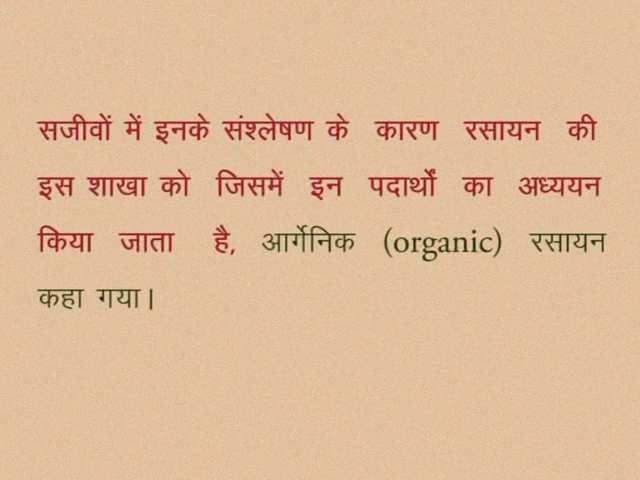 सजीवों में इनके संश्लेषण के कारण रसायन की
इस शाखा को जिसमें इन पदार्थों का अध्ययन
किया जाता है, आर्गेनिक (organic) रसायन
कहा गया।